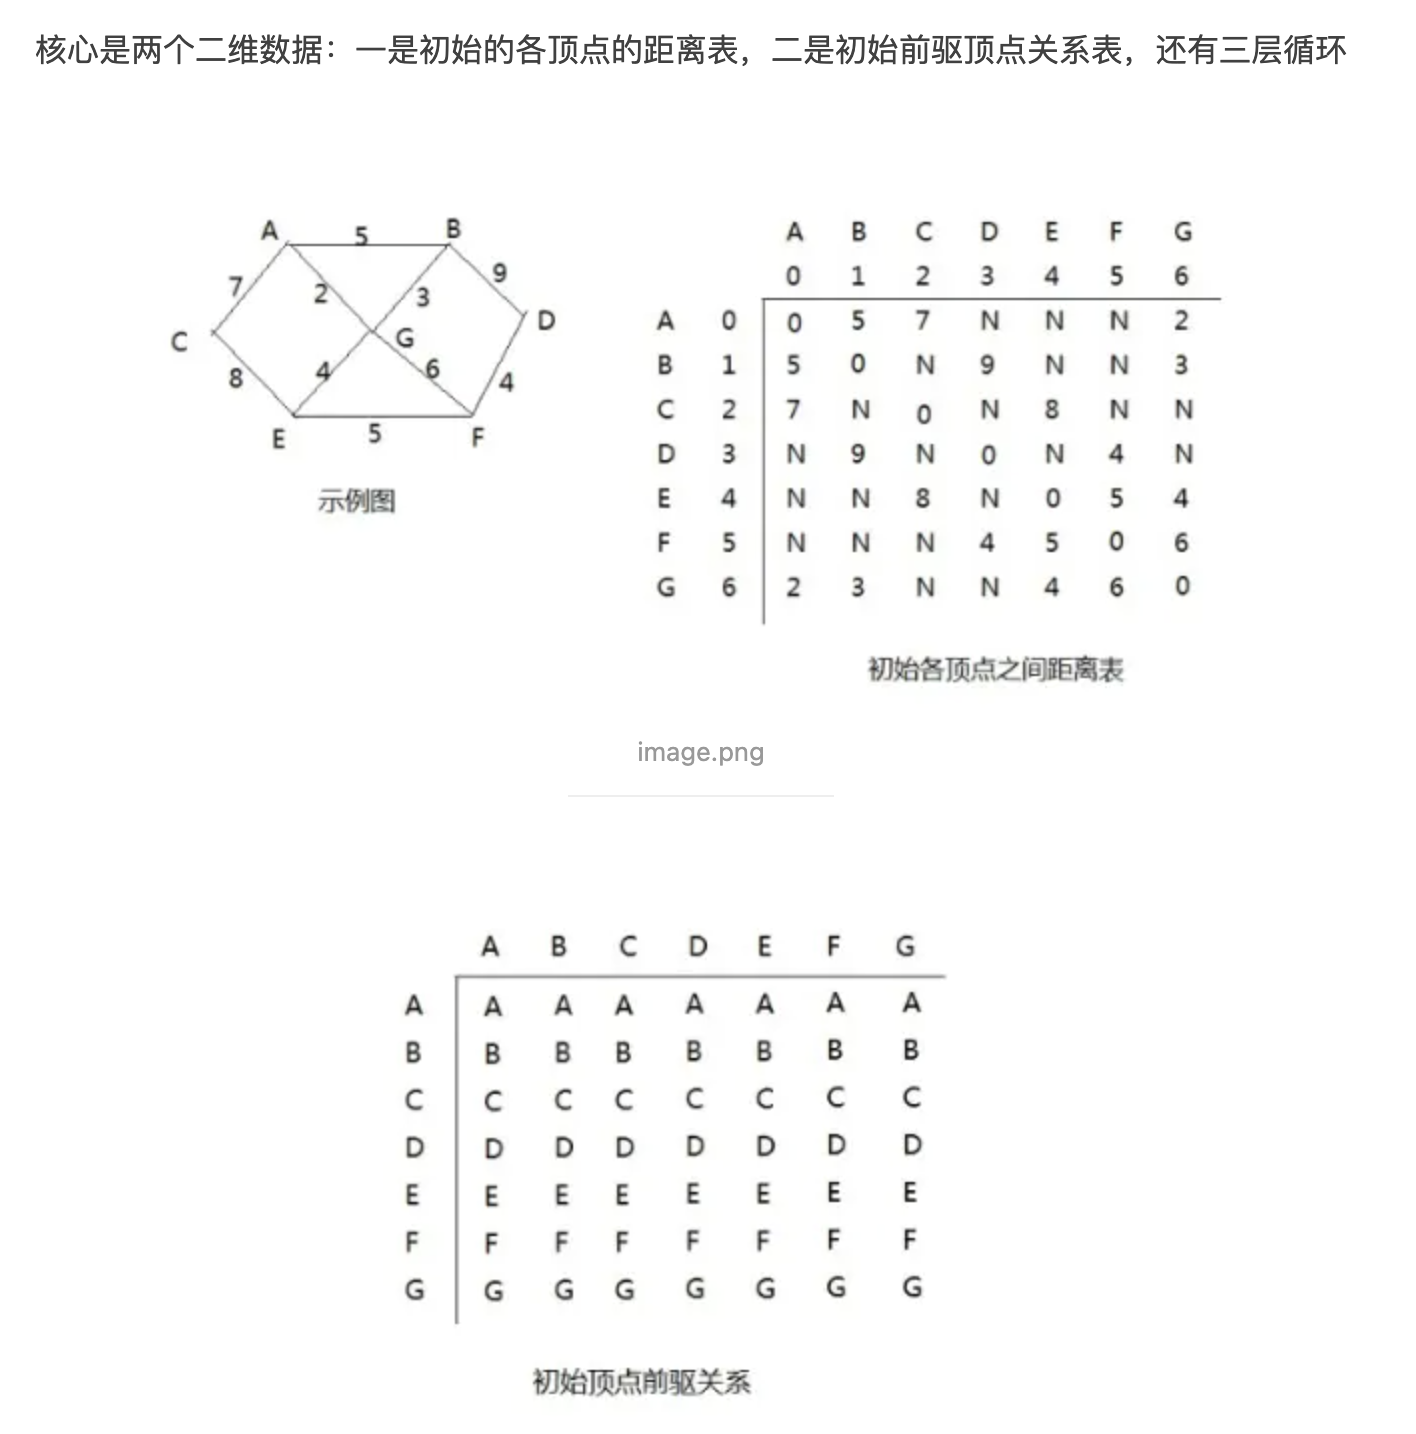 核心是两个二维数据：一是初始的各顶点的距离表，二是初始前驱顶点关系表，还有三层循环
A 5 B
7 2 3 9
C G D
8 4 6 4
E 5 F
示例图
A B C D E F G
0 1 2 3 4 5 6
A 0 0 5 7 N N N 2
B 1 5 0 N 9 N N 3
C 2 7 N 0 N 8 N N
D 3 N 9 N 0 N 4 N
E 4 N N 8 N 0 5 4
F 5 N N N 4 5 0 6
G 6 2 3 N N 4 6 0
初始各顶点之间距离表
image.png
A B C D E F G
A A A A A A A A
B B B B B B B B
C C C C C C C C
D D D D D D D D
E E E E E E E E
F F F F F F F F
G G G G G G G G
初始顶点前驱关系